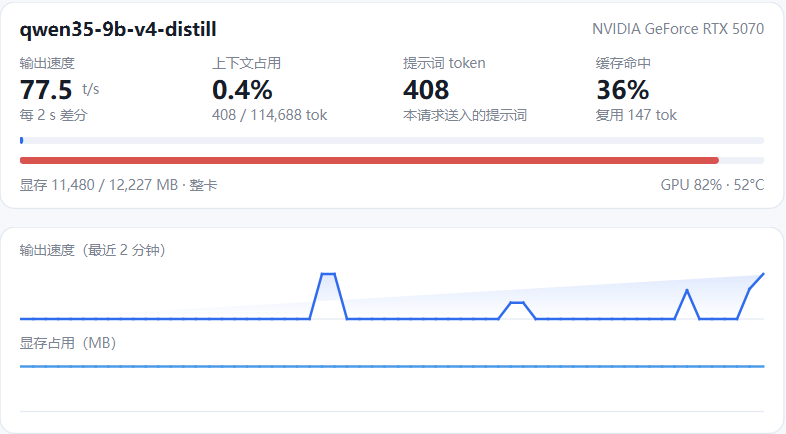 qwen35-9b-v4-distill NVIDIA GeForce RTX 5070
输出速度 上下文占用 提示词 token 缓存命中
77.5 t/s 0.4% 408 36%
每 2 s 差分 408 / 114,688 tok 本请求送入的提示词 复用 147 tok
显存 11,480 / 12,227 MB · 整卡 GPU 82% · 52°C
输出速度（最近 2 分钟）
显存占用（MB）